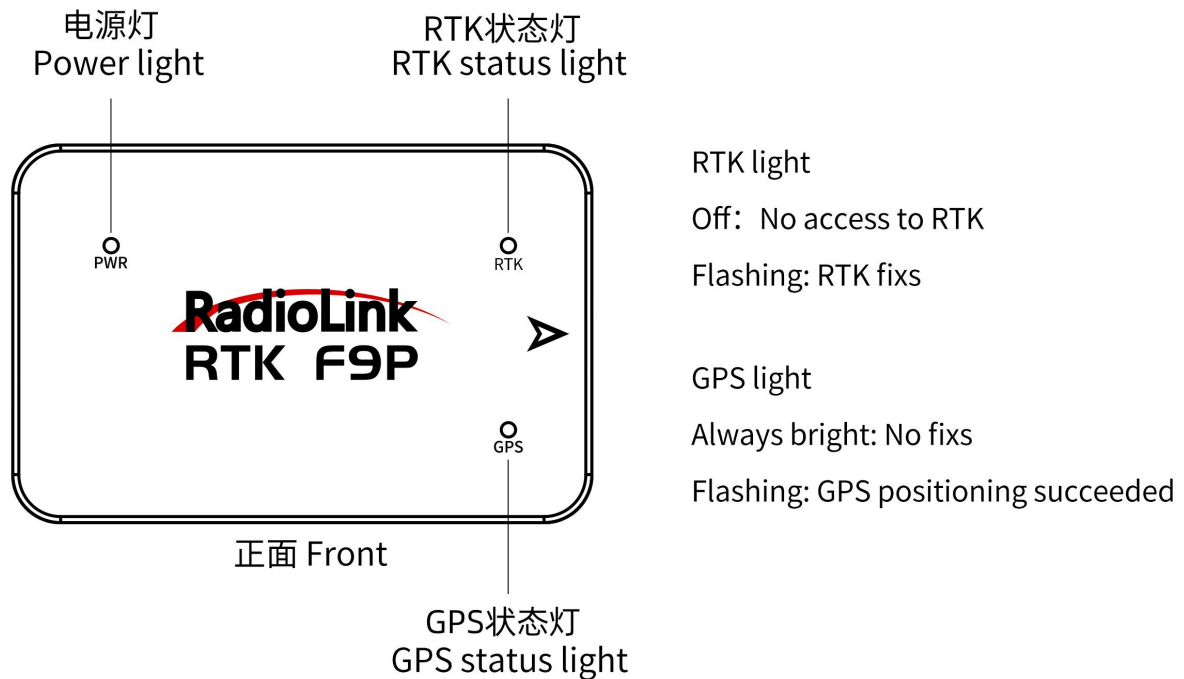 电源灯
Power light
RTK状态灯
RTK status light
PWR
RTK
RadioLink
RTK F9P
GPS
正面 Front
GPS状态灯
GPS status light
RTK light
Off：No access to RTK
Flashing: RTK fixs
GPS light
Always bright: No fixs
Flashing: GPS positioning succeeded